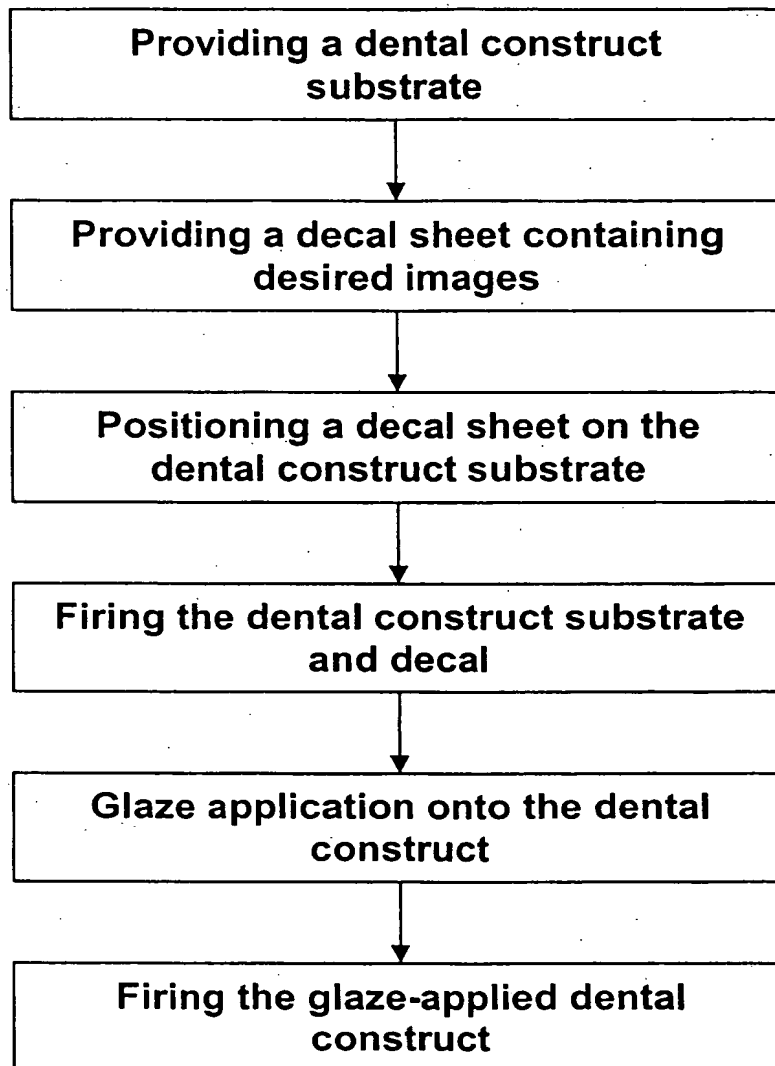 Providing a dental construct
substrate
Providing a decal sheet containing
desired images
Positioning a decal sheet on the
dental construct substrate
Firing the dental construct substrate
and decal
Glaze application onto the dental
construct
Firing the glaze-applied dental
construct